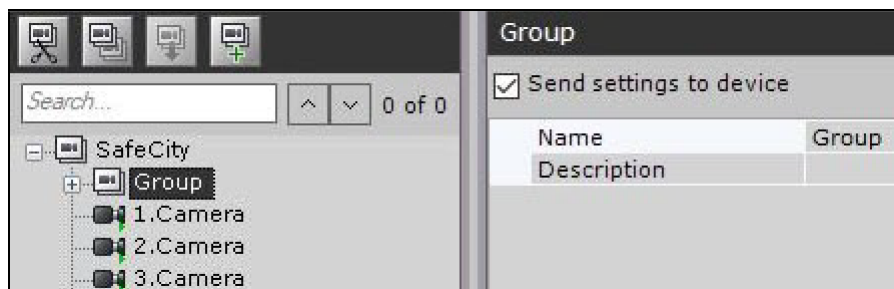 Group
Send settings to device
Search...
0 of 0
Name Group
Description
SafeCity
Group
1.Camera
2.Camera
3.Camera